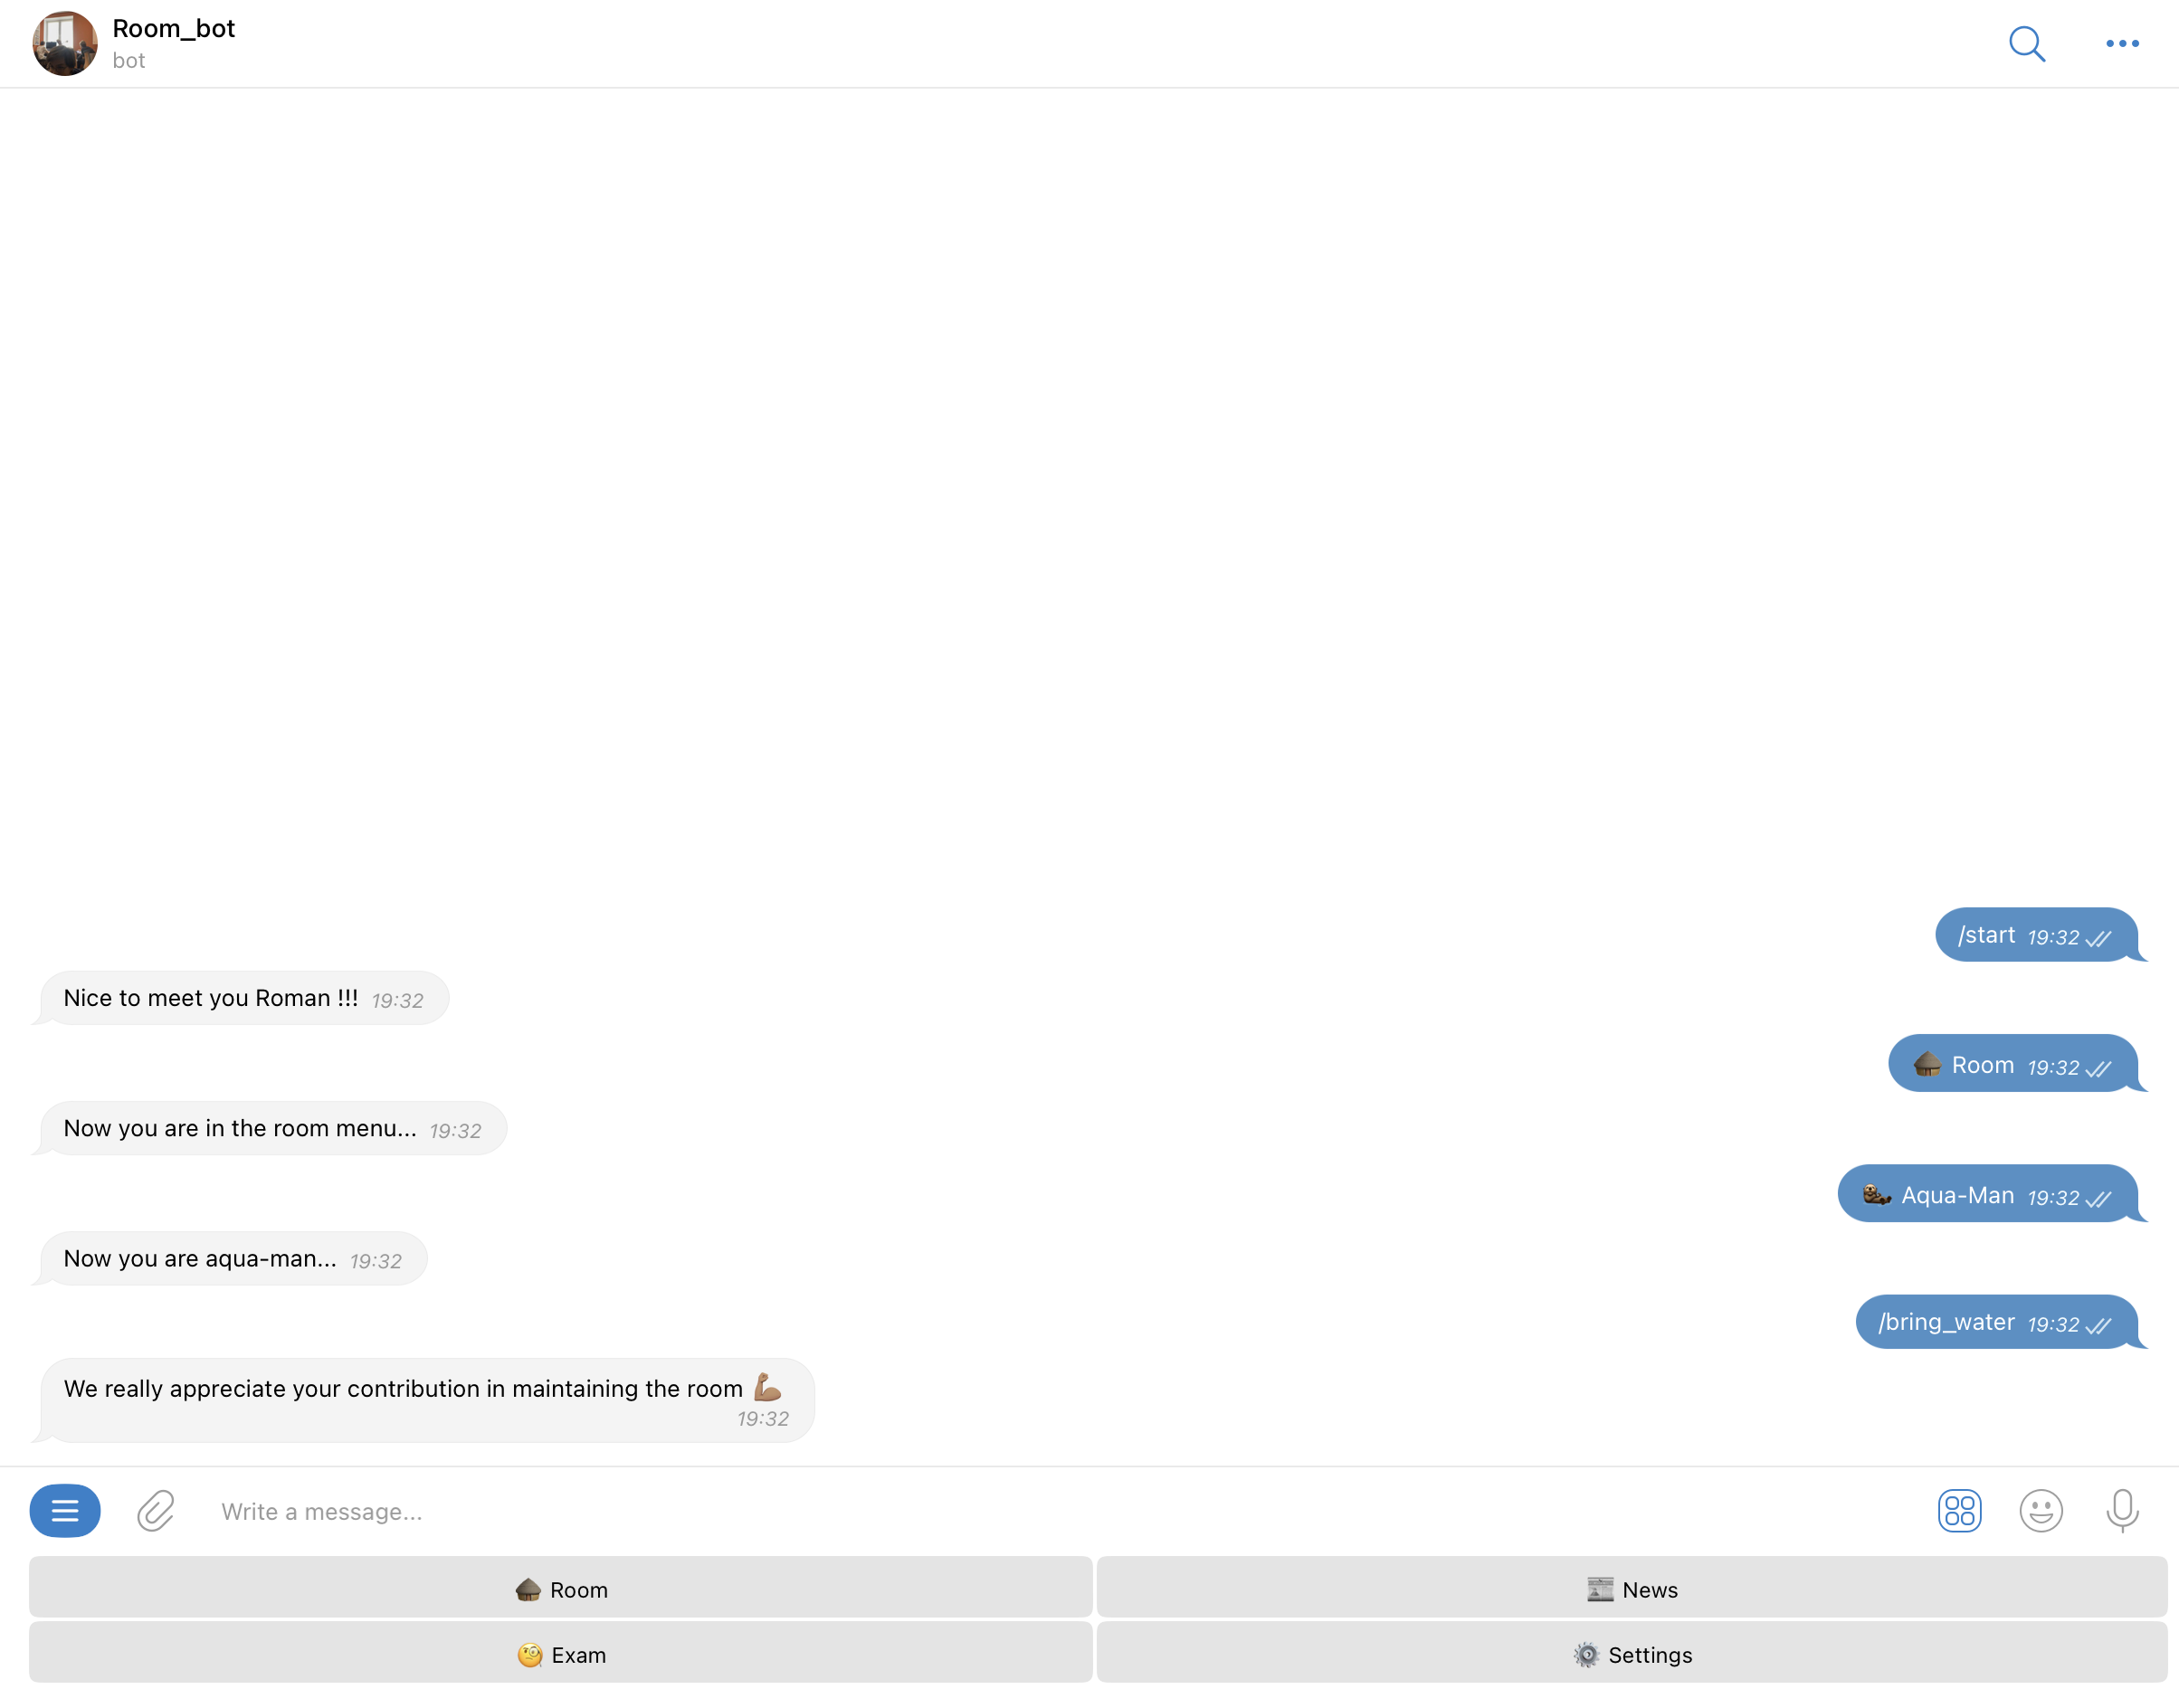 Room_bot
bot
/start 19:32
Nice to meet you Roman !!! 19:32
Room 19:32
Now you are in the room menu... 19:32
Aqua-Man 19:32
Now you are aqua-man... 19:32
/bring_water 19:32
We really appreciate your contribution in maintaining the room 💪🏽
19:32
Write a message...
Room
News
Exam
Settings